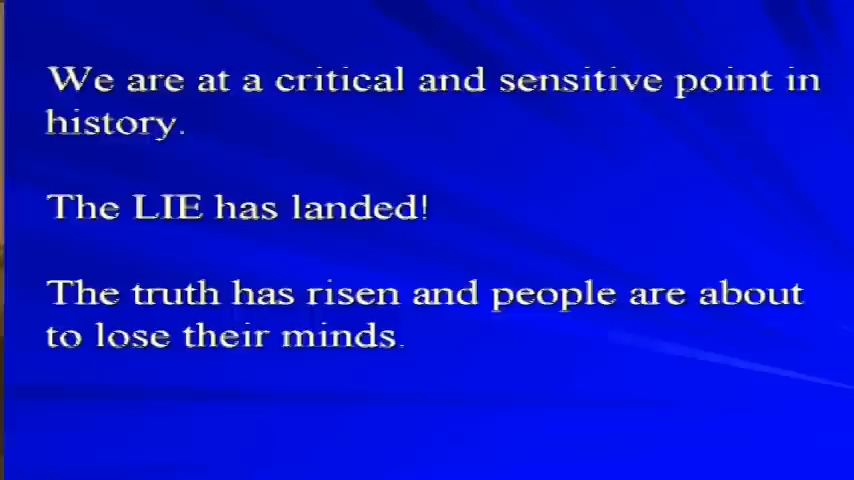 We are at a critical and sensitive point in
history.
The LIE has landed!
The truth has risen and people are about
to lose their minds.